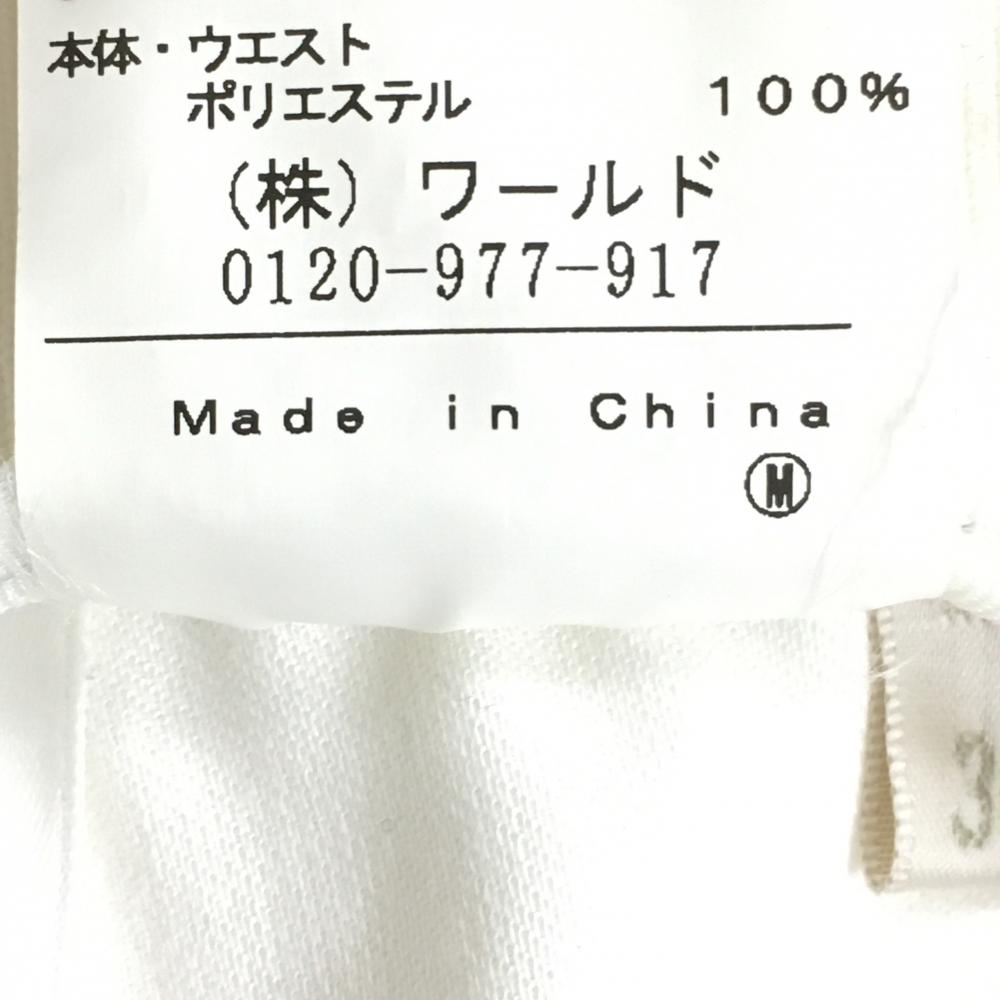 本体・ウエスト
ポリエステル 100%
(株) ワールド
0120-977-917
Made in China
Ⓜ
3